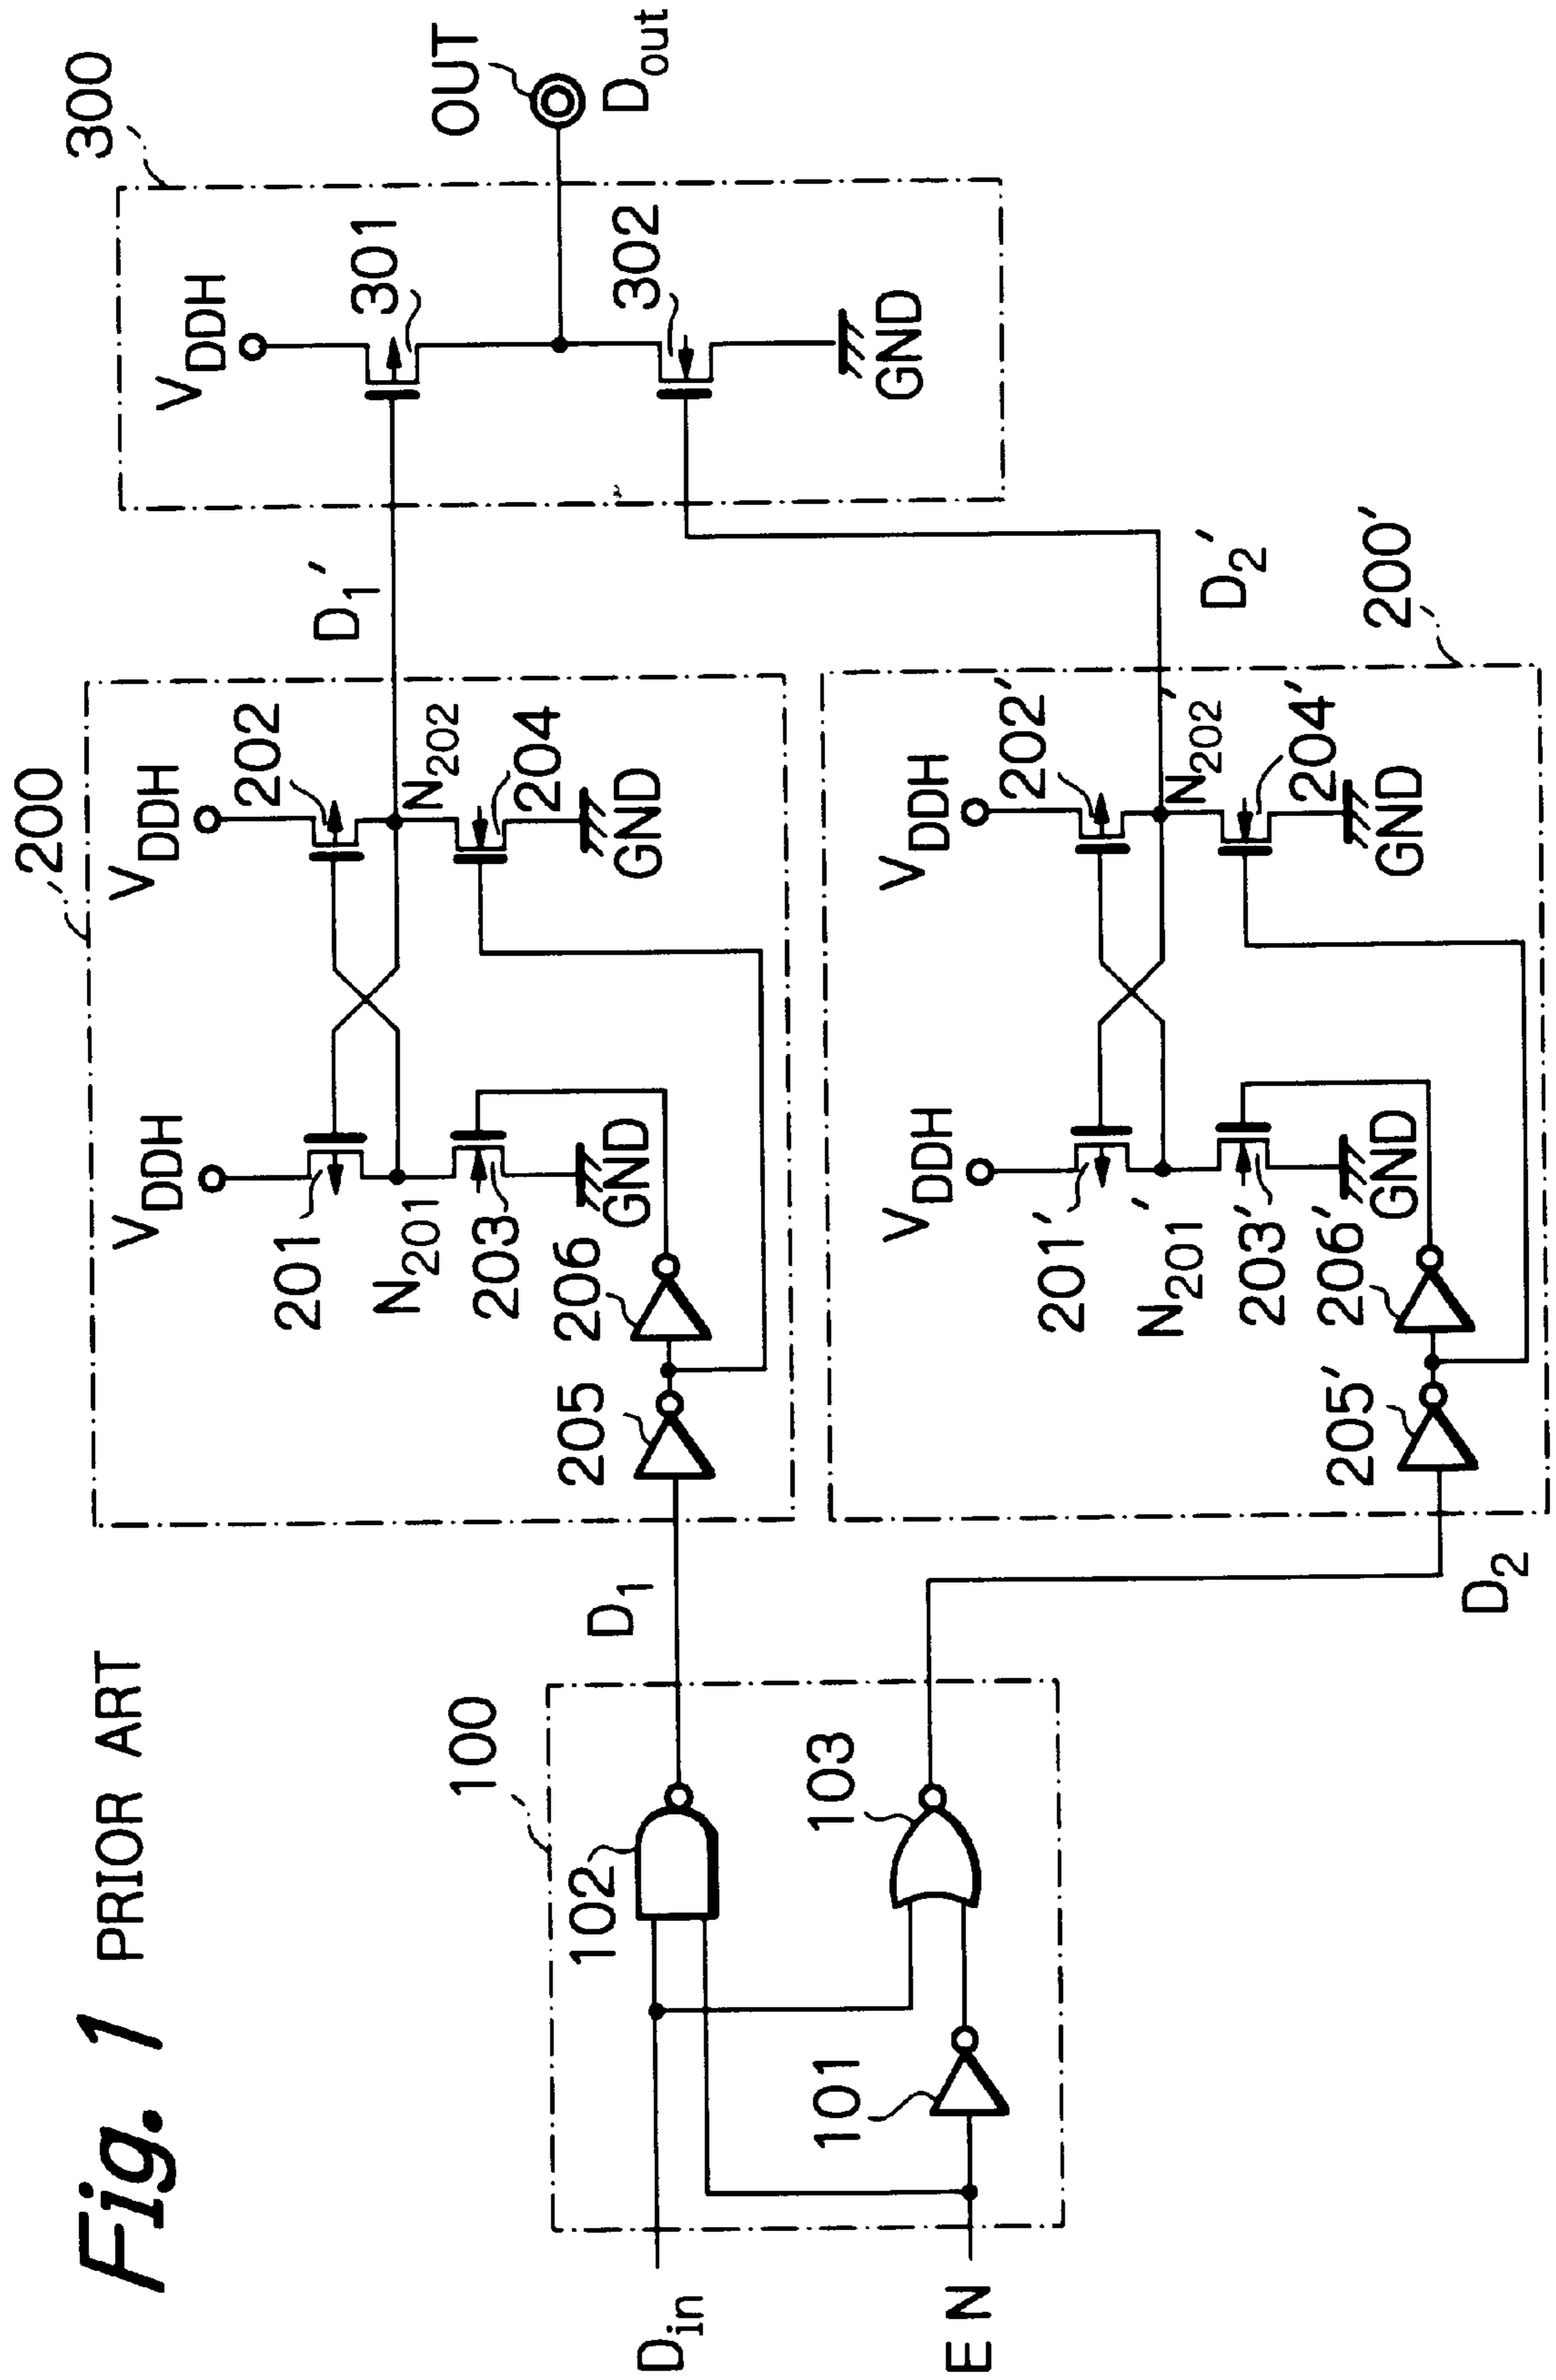 Fig. 1 PRIOR ART
100
102
103
101
Din
EN
D1
D2
200
VDDH
VDDH
201
202
N201
N202
203
204
GND
GND
205
206
D1'
200'
VDDH
VDDH
201'
202'
N201'
N202'
203'
204'
GND
GND
205'
206'
D2'
300
VDDH
301
302
GND
OUT
Dout